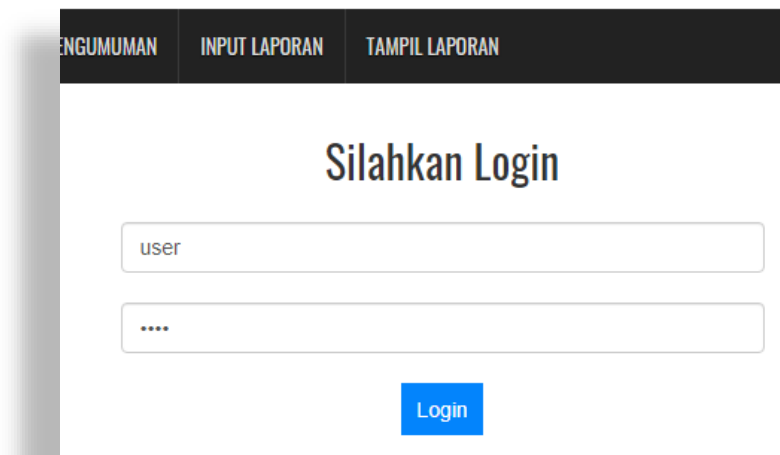 ENGUMUMAN INPUT LAPORAN TAMPIL LAPORAN
Silahkan Login
user
••••
Login